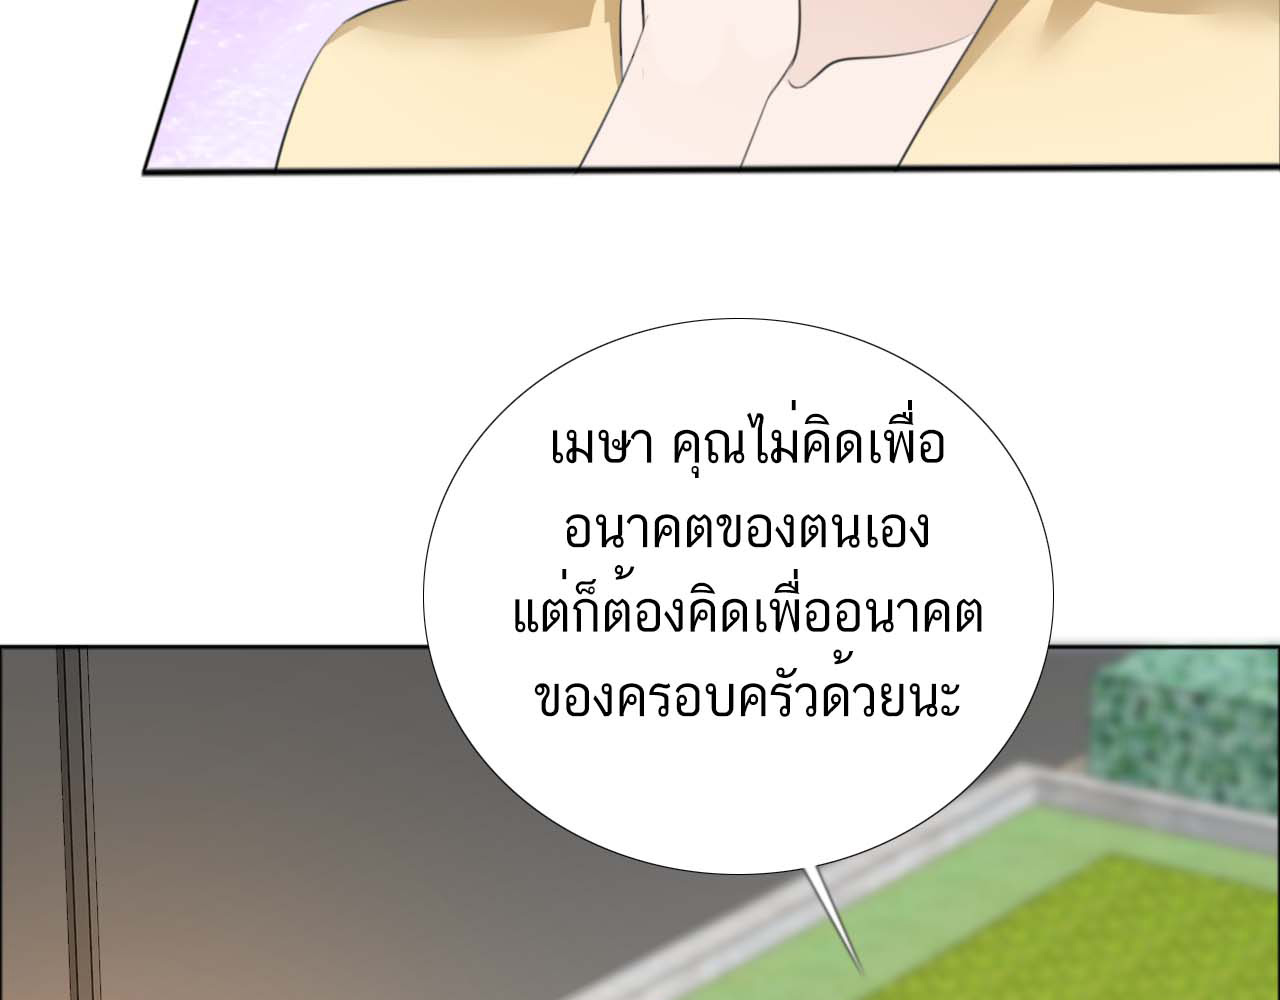 เมษา คุณไม่คิดเพื่อ
อนาคตของตนเอง
แต่ก็ต้องคิดเพื่ออนาคต
ของครอบครัวด้วยนะ